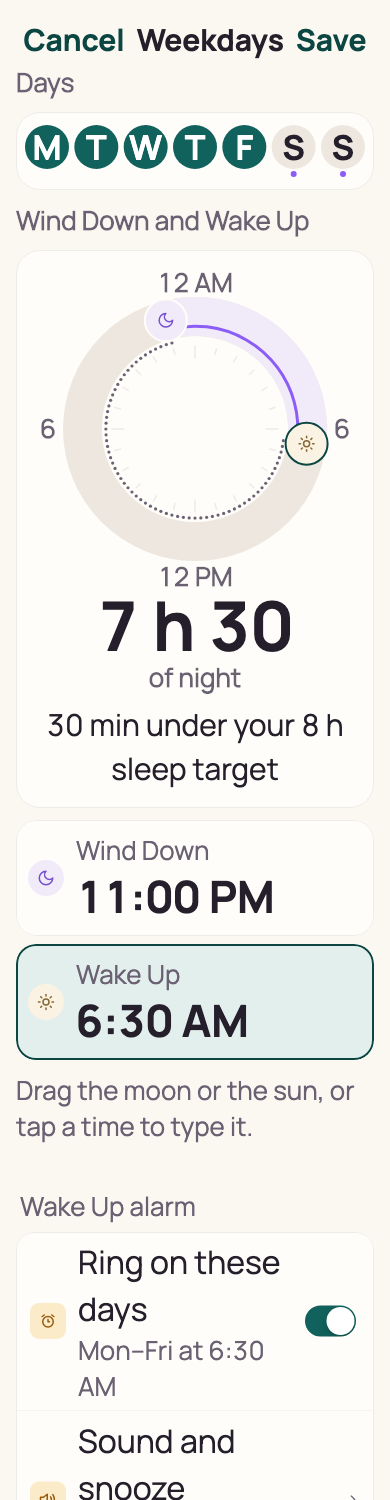 Cancel Weekdays Save
Days
M T W T F S S
Wind Down and Wake Up
12 AM
6 6
12 PM
7 h 30
of night
30 min under your 8 h
sleep target
Wind Down
11:00 PM
Wake Up
6:30 AM
Drag the moon or the sun, or
tap a time to type it.
Wake Up alarm
Ring on these
days
Mon–Fri at 6:30
AM
Sound and
snooze